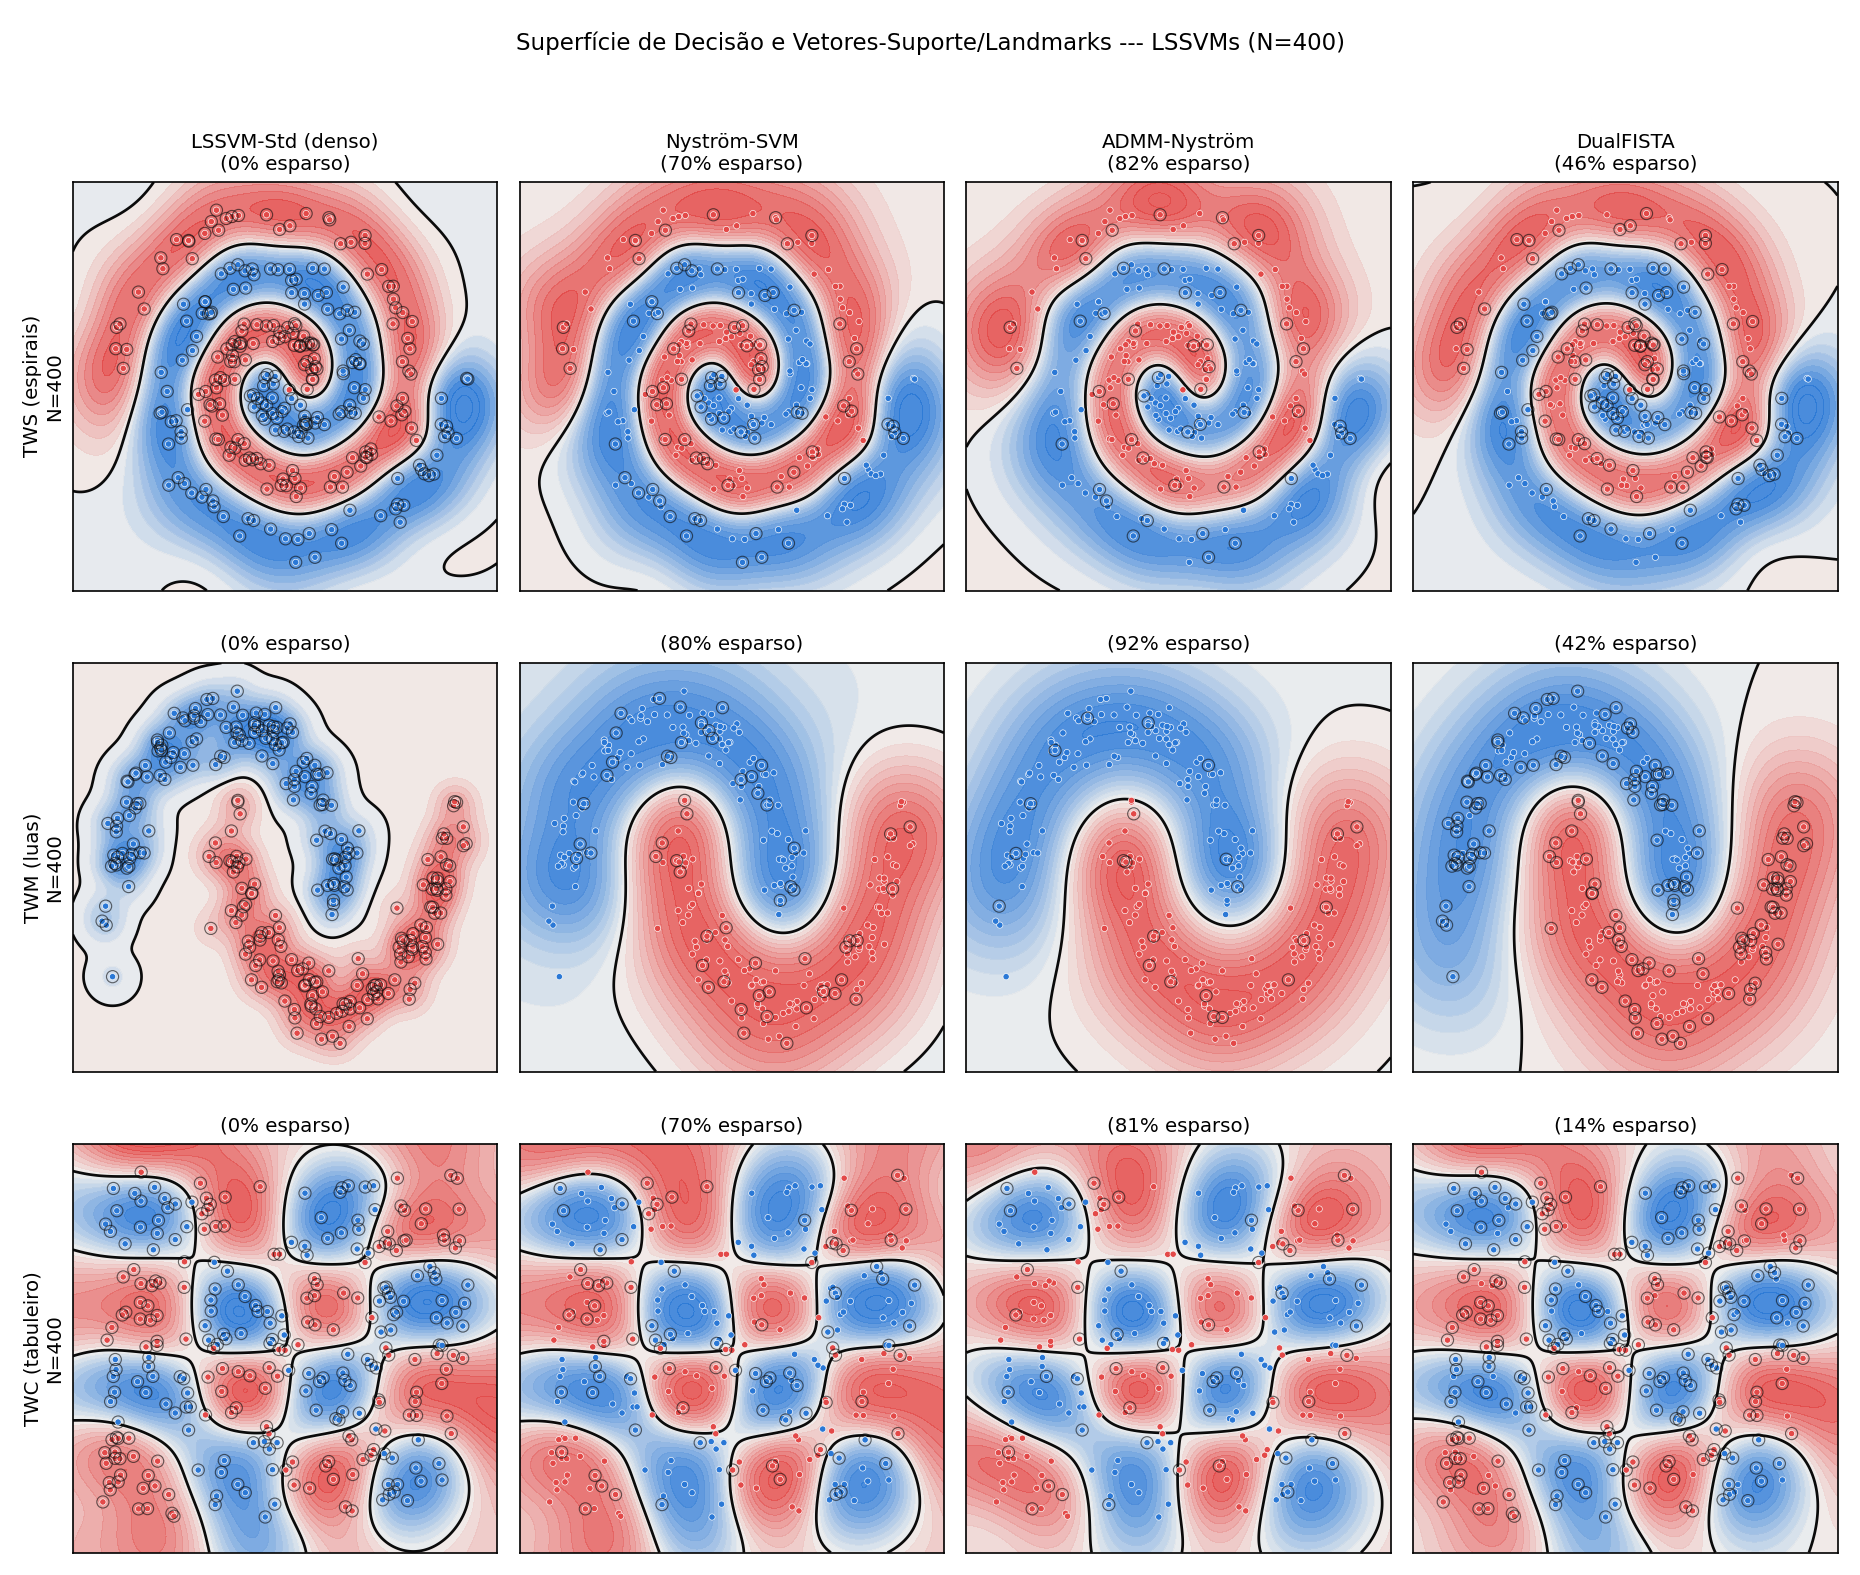 Superfície de Decisão e Vetores-Suporte/Landmarks --- LSSVMs (N=400)
LSSVM-Std (denso)
(0% esparso)
Nyström-SVM
(70% esparso)
ADMM-Nyström
(82% esparso)
DualFISTA
(46% esparso)
TWS (espirais)
N=400
(0% esparso)
(80% esparso)
(92% esparso)
(42% esparso)
TWM (luas)
N=400
(0% esparso)
(70% esparso)
(81% esparso)
(14% esparso)
TWC (tabuleiro)
N=400